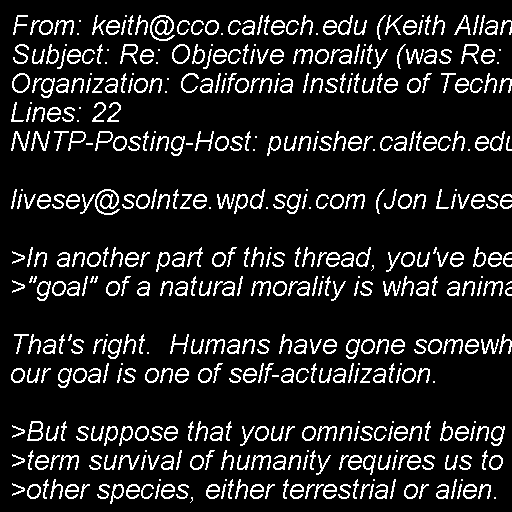 From: keith@cco.caltech.edu (Keith Allan
Subject: Re: Objective morality (was Re:
Organization: California Institute of Techn
Lines: 22
NNTP-Posting-Host: punisher.caltech.edu

livesey@solntze.wpd.sgi.com (Jon Livese

>In another part of this thread, you've bee
>"goal" of a natural morality is what anima

That's right.  Humans have gone somewh
our goal is one of self-actualization.

>But suppose that your omniscient being
>term survival of humanity requires us to
>other species, either terrestrial or alien.